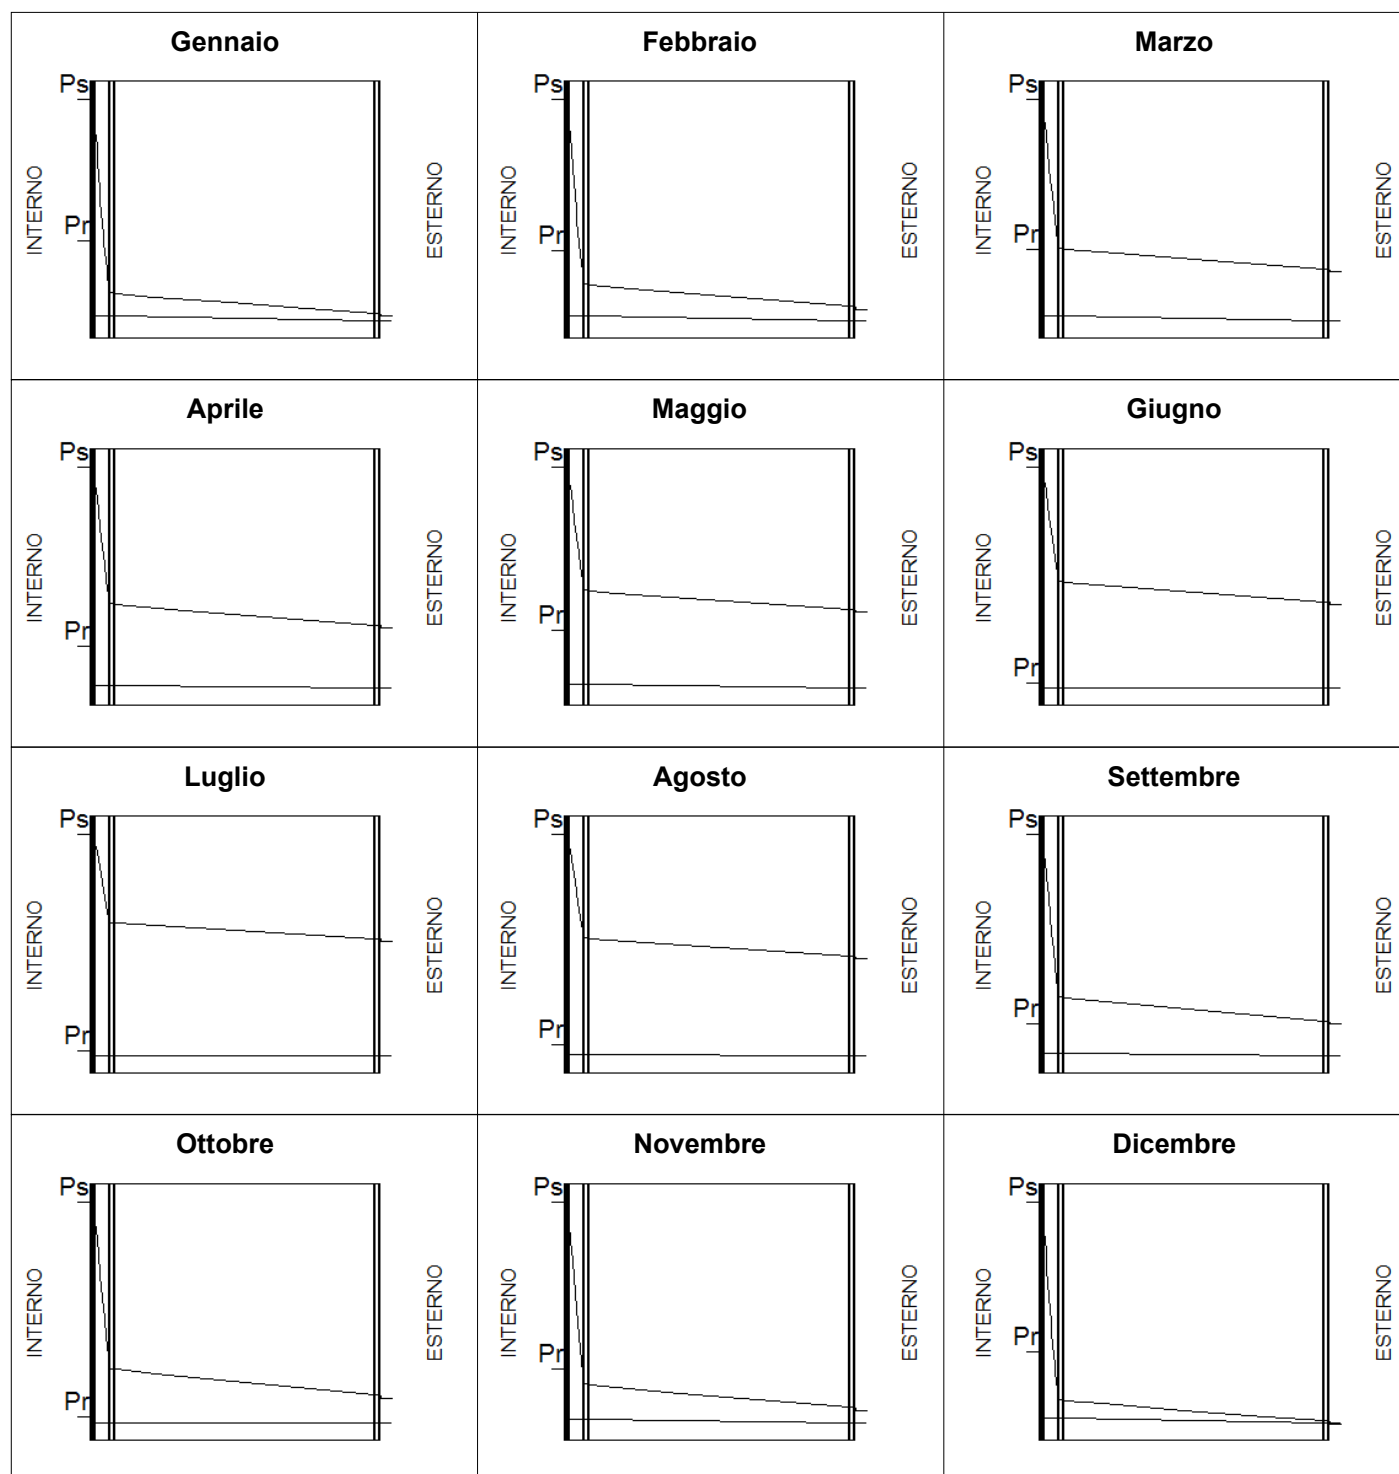 Gennaio
Ps
Pr
INTERNO
ESTERNO
Febbraio
Ps
Pr
INTERNO
ESTERNO
Marzo
Ps
Pr
INTERNO
ESTERNO
Aprile
Ps
Pr
INTERNO
ESTERNO
Maggio
Ps
Pr
INTERNO
ESTERNO
Giugno
Ps
Pr
INTERNO
ESTERNO
Luglio
Ps
Pr
INTERNO
ESTERNO
Agosto
Ps
Pr
INTERNO
ESTERNO
Settembre
Ps
Pr
INTERNO
ESTERNO
Ottobre
Ps
Pr
INTERNO
ESTERNO
Novembre
Ps
Pr
INTERNO
ESTERNO
Dicembre
Ps
Pr
INTERNO
ESTERNO